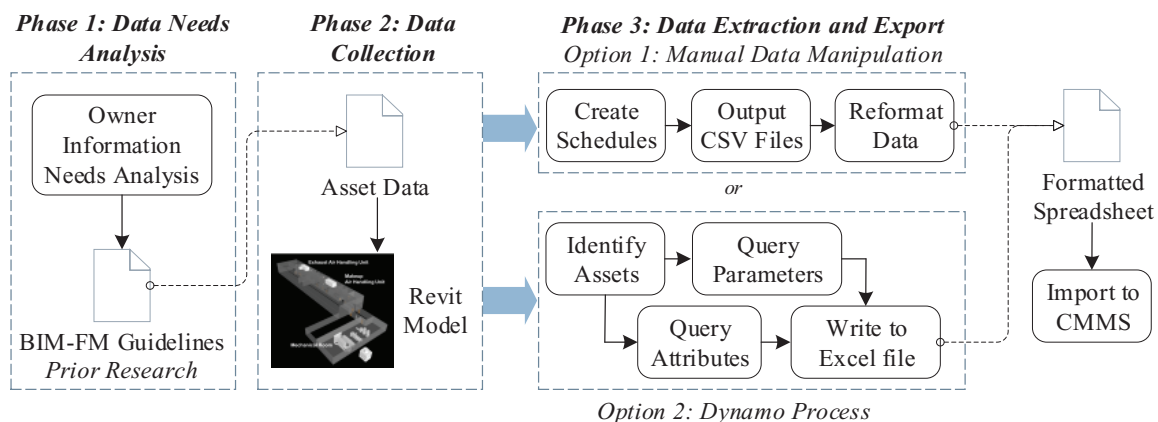 Phase 1: Data Needs
Analysis
Owner
Information
Needs Analysis
BIM-FM Guidelines
Prior Research
Phase 2: Data
Collection
Asset Data
Exhaust Air Handling Unit
Makeup
Air Handling Unit
Mechanical Room
Revit
Model
Phase 3: Data Extraction and Export
Option 1: Manual Data Manipulation
Create
Schedules
Output
CSV Files
Reformat
Data
or
Identify
Assets
Query
Parameters
Query
Attributes
Write to
Excel file
Option 2: Dynamo Process
Formatted
Spreadsheet
Import to
CMMS